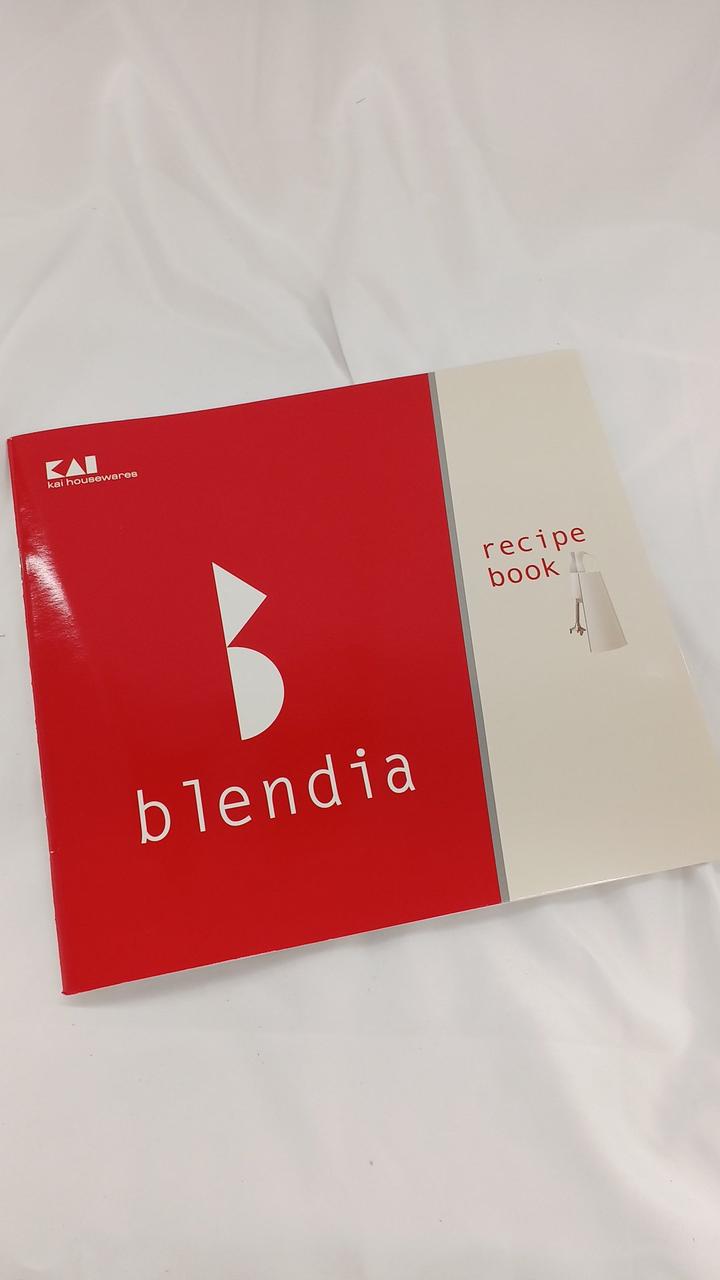 KAI
kai housewares
blendia
recipe
book